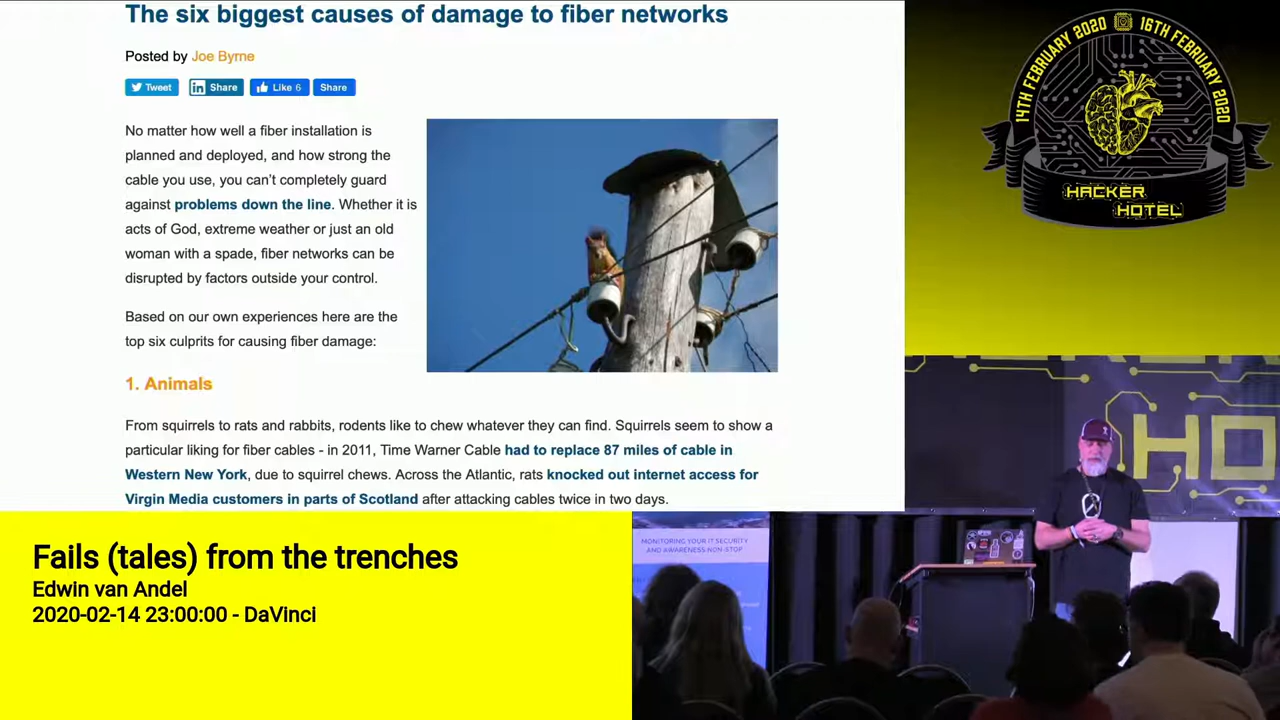 The six biggest causes of damage to fiber networks
Posted by Joe Byrne
Tweet
Share
Like 6
Share
No matter how well a fiber installation is
planned and deployed, and how strong the
cable you use, you can’t completely guard
against problems down the line. Whether it is
acts of God, extreme weather or just an old
woman with a spade, fiber networks can be
disrupted by factors outside your control.
Based on our own experiences here are the
top six culprits for causing fiber damage:
1. Animals
From squirrels to rats and rabbits, rodents like to chew whatever they can find. Squirrels seem to show a
particular liking for fiber cables - in 2011, Time Warner Cable had to replace 87 miles of cable in
Western New York, due to squirrel chews. Across the Atlantic, rats knocked out internet access for
Virgin Media customers in parts of Scotland after attacking cables twice in two days.
14TH FEBRUARY 2020
16TH FEBRUARY 2020
HACKER
HOTEL
HO
MONITORING YOUR IT SECURITY
AND AWARENESS NON-STOP
Fails (tales) from the trenches
Edwin van Andel
2020-02-14 23:00:00 - DaVinci